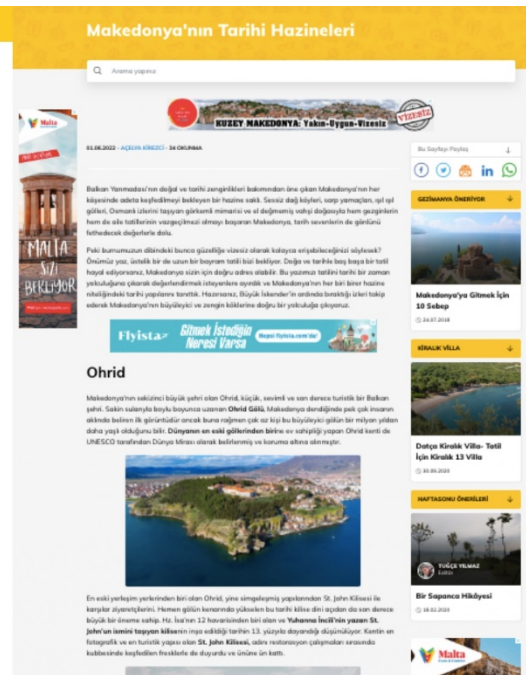 Makedonya'nın Tarihi Hazineleri
Arama yapınız
Malta
MALTA
SİZİ
BEKLİYOR
KUZEY MAKEDONYA: Yakın-Uygun-Vizesiz
VİZESİZ
01.06.2022 - AÇELYA KİREZCİ - 34 OKUNMA
Balkan Yarımadası'nın doğal ve tarihi zenginlikleri bakımından öne çıkan Makedonya'nın her
köşesinde adeta keşfedilmeyi bekleyen bir hazine saklı. Sessiz dağ köyleri, sarp yamaçları, ışıl ışıl
gölleri, Osmanlı izlerini taşıyan görkemli mimarisi ve el değmemiş vahşi doğasıyla hem gezginlerin
hem de aile tatillerinin vazgeçilmezi olmayı başaran Makedonya, tarih severlerin de gönlünü
fethedecek değerlerle dolu.
Peki burnumuzun dibindeki bunca güzelliğe vizesiz olarak kolayca erişebileceğinizi söylesek?
Önümüz yaz, üstelik bir de uzun bir bayram tatili bizi bekliyor. Doğa ve tarihle baş başa bir tatil
hayal ediyorsanız, Makedonya sizin için doğru adres olabilir. Bu yazımızı tatilini tarihi bir zaman
yolculuğuna çıkarak değerlendirmek isteyenlere ayırdık ve Makedonya'nın her biri birer hazine
niteliğindeki tarihi yapılarını tanıttık. Hazırsanız, Büyük İskender'in ardında bıraktığı izleri takip
ederek Makedonya'nın büyüleyici ve zengin köklerine doğru bir yolculuğa çıkıyoruz.
Flyista
Gitmek İstediğin
Neresi Varsa
Hepsi flyista.com'da!
Ohrid
Makedonya'nın sekizinci büyük şehri olan Ohrid, küçük, sevimli ve son derece turistik bir Balkan
şehri. Sakin sularıyla boylu boyunca uzanan Ohrid Gölü, Makedonya dendiğinde pek çok insanın
aklında beliren ilk görüntüdür ancak buna rağmen çok az kişi bu büyüleyici gölün bir milyon yıldan
daha yaşlı olduğunu bilir. Dünyanın en eski göllerinden birine ev sahipliği yapan Ohrid kenti de
UNESCO tarafından Dünya Mirası olarak belirlenmiş ve koruma altına alınmıştır.
En eski yerleşim yerlerinden biri olan Ohrid, yine simgeleşmiş yapılarından St. John Kilisesi ile
karşılar ziyaretçilerini. Hemen gölün kenarında yükselen bu tarihi kilise dini açıdan da son derece
büyük bir öneme sahip. Hz. İsa'nın 12 havarisinden biri olan ve Yuhanna İncili'nin yazarı St.
John'un ismini taşıyan kilisenin inşa edildiği tarihin 13. yüzyıla dayandığı düşünülüyor. Kentin en
fotografik ve en turistik yapısı olan St. John Kilisesi, adını restorasyon çalışmaları sırasında
kubbesinde keşfedilen fresklerle de duyurdu ve ününe ün kattı.
Bu Sayfayı Paylaş
GEZİMANYA ÖNERİYOR
Makedonya'ya Gitmek İçin
10 Sebep
24.07.2018
KİRALIK VİLLA
Datça Kiralık Villa- Tatil
İçin Kiralık 13 Villa
30.09.2020
HAFTASONU ÖNERİLERİ
TUĞÇE YILMAZ
Editör
Bir Sapanca Hikâyesi
18.02.2020
Malta